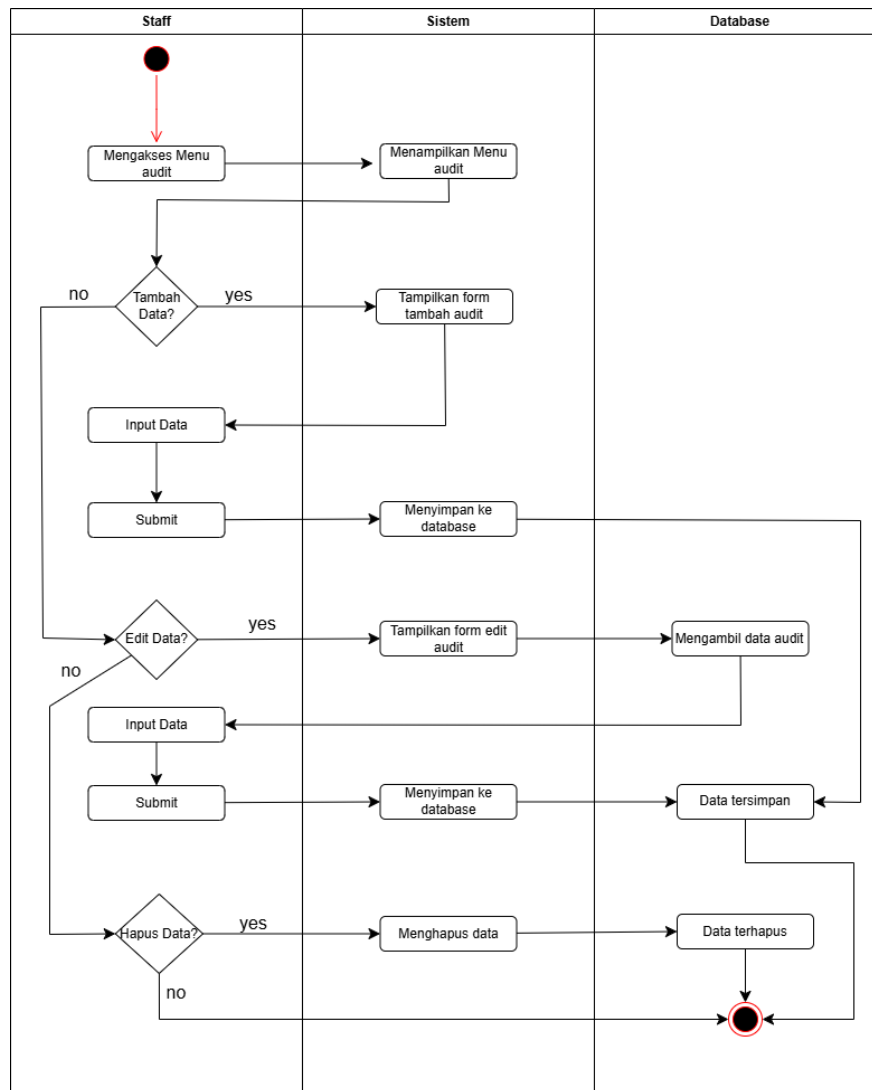 Staff
Sistem
Database
Mengakses Menu
audit
Menampilkan Menu
audit
no
Tambah
Data?
yes
Tampilkan form
tambah audit
Input Data
Submit
Menyimpan ke
database
Edit Data?
yes
Tampilkan form edit
audit
Mengambil data audit
no
Input Data
Submit
Menyimpan ke
database
Data tersimpan
Hapus Data?
yes
Menghapus data
Data terhapus
no